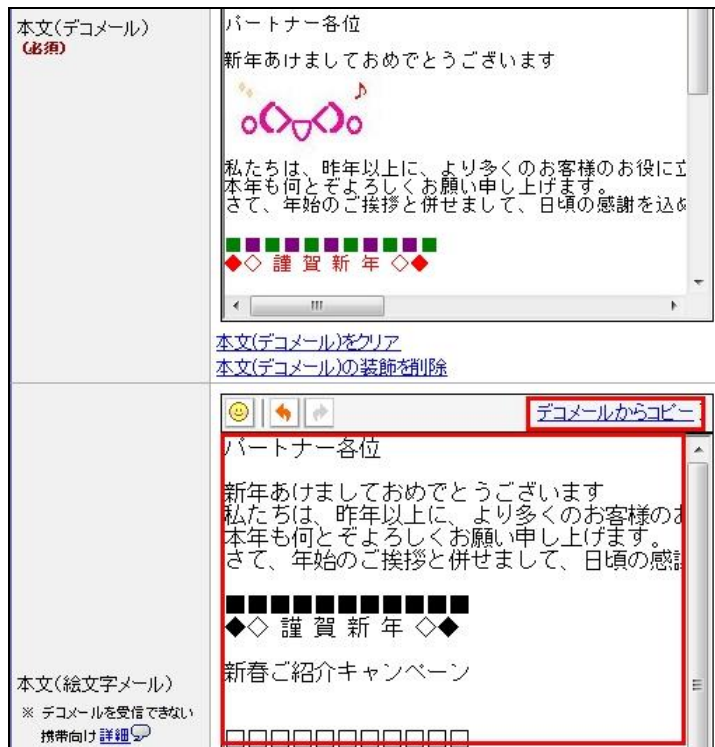 本文(デコメール)
(必須)
パートナー各位
新年あけましておめでとうございます
私たちは、昨年以上に、より多くのお客様のお役に立
本年も何とぞよろしくお願い申し上げます。
さて、年始のご挨拶と併せまして、日頃の感謝を込め
■■■■■■■■■■■
◆◇ 謹 賀 新 年 ◇◆
本文(デコメール)をクリア
本文(デコメール)の装飾を削除
デコメールからコピー
パートナー各位
新年あけましておめでとうございます
私たちは、昨年以上に、より多くのお客様のお
本年も何とぞよろしくお願い申し上げます。
さて、年始のご挨拶と併せまして、日頃の感謝
■■■■■■■■■■■
◆◇ 謹 賀 新 年 ◇◆
新春ご紹介キャンペーン
本文(絵文字メール)
※ デコメールを受信できない
携帯向け 詳細
□□□□□□□□□□□